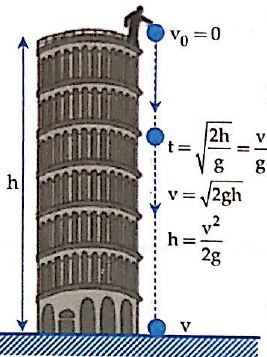 v₀ = 0
t = √(2h/g) = v/g
h
v = √(2gh)
h = v²/2g
v